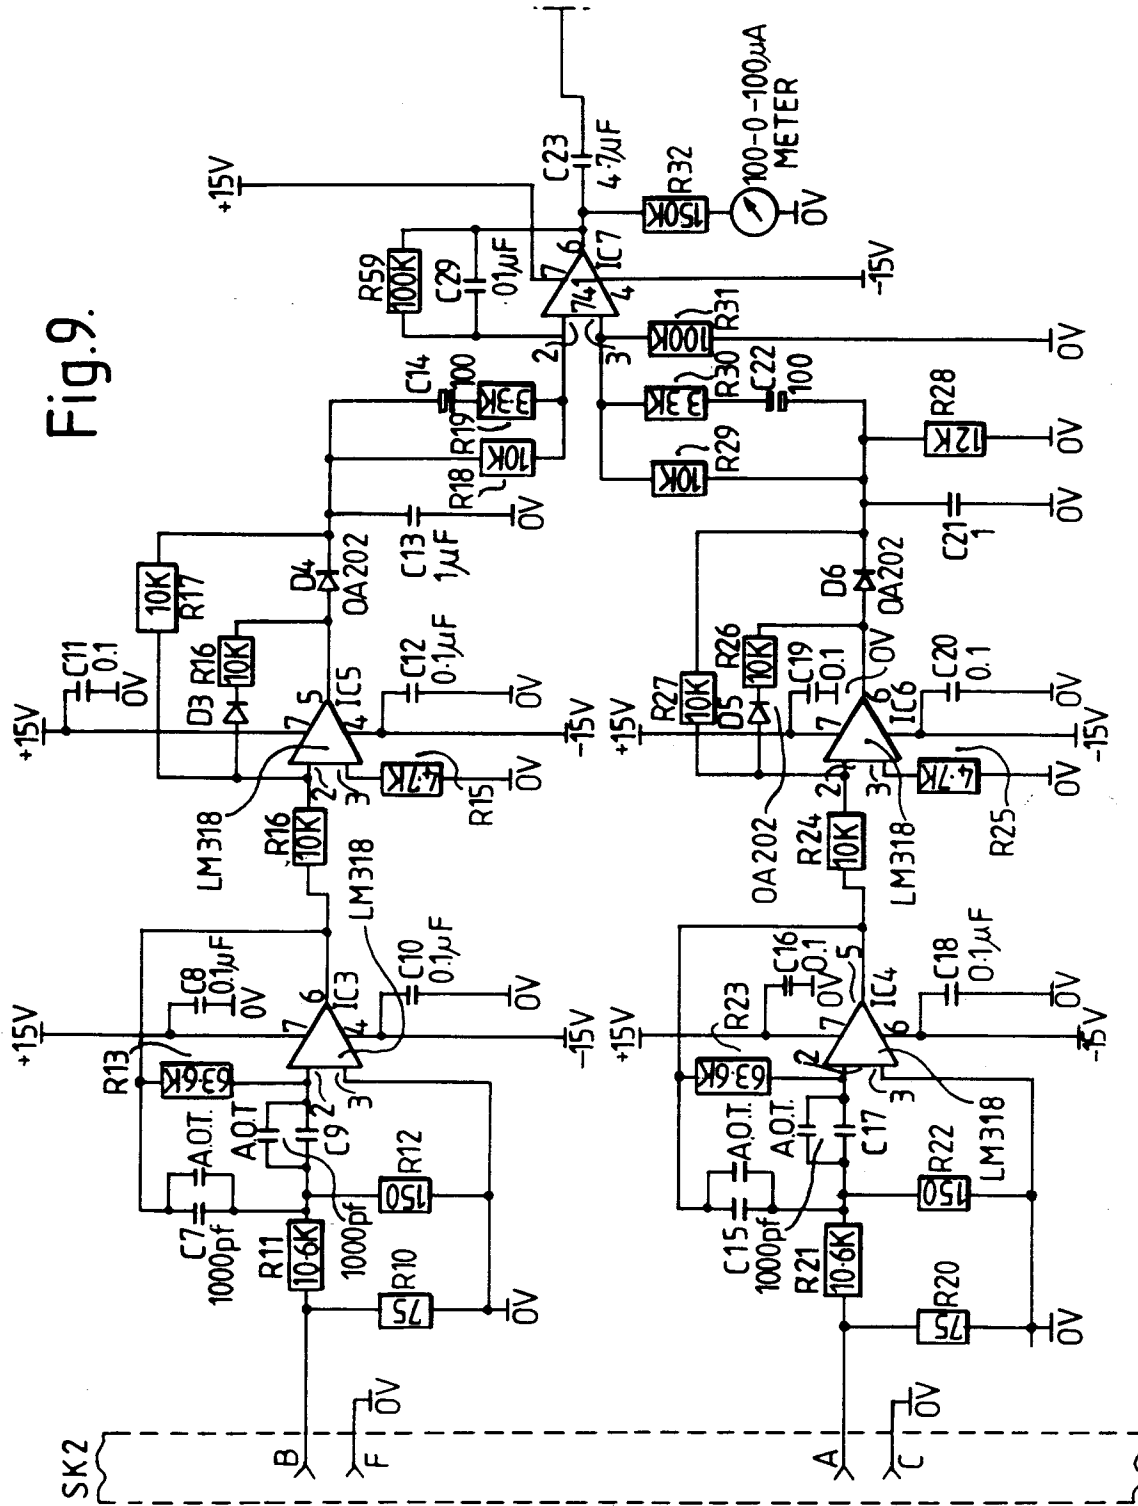 Fig.9.
SK2
B
F
0V
R10
75
0V
R11
10·6K
C7
1000pf
A.O.T.
A.O.T
1000pf
C9
R12
150
R13
63·6K
+15V
C8
0.1µF
0V
2
3
7
4
6
IC3
LM318
C10
0.1µF
0V
-15V
R16
10K
LM318
+15V
C11
0.1
0V
D3
R16
10K
10K
R17
2
3
7
4
5
IC5
4·7K
R15
0V
C12
0·1µF
0V
-15V
D4
OA202
C13
1µF
0V
R18
10K
R19
3·3K
C14
100
R59
100K
C29
01µF
+15V
2
3
7
4
6
741
IC7
-15V
C23
4·7µF
R32
150K
100-0-100µA
METER
0V
A
C
0V
R20
75
0V
R21
10·6K
C15
1000pf
A.O.T.
A.O.T.
C17
R22
150
63·6K
R23
+15V
C16
0.1
0V
2
3
7
6
5
IC4
LM318
C18
0·1µF
0V
-15V
R24
10K
LM318
OA202
+15V
R27
10K
D5
R26
10K
C19
0.1
0V
2
3
7
6
IC6
4·7K
R25
0V
C20
0.1
0V
-15V
D6
OA202
C21
1
0V
R28
12K
0V
R29
10K
R30
3·3K
C22
100
R31
100K
0V